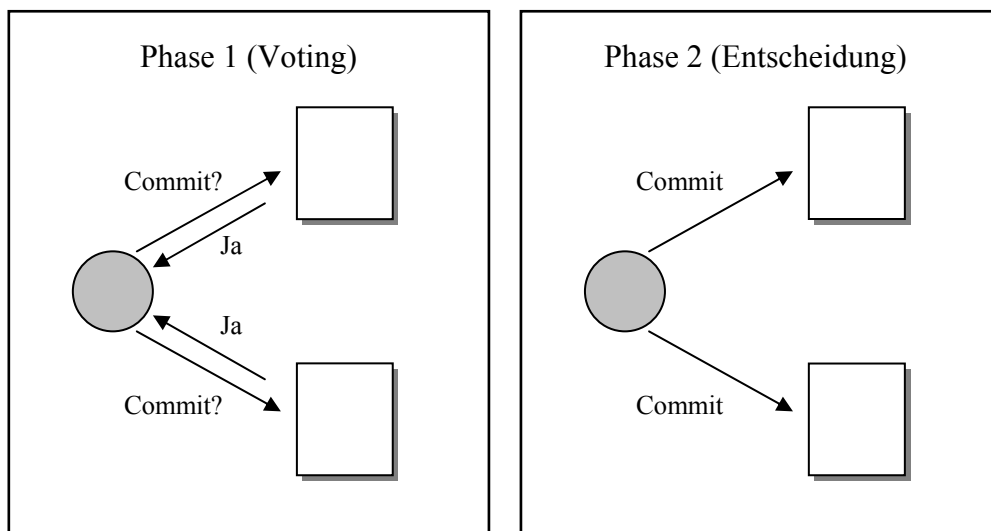 Phase 1 (Voting)
Commit?
Ja
Ja
Commit?
Phase 2 (Entscheidung)
Commit
Commit